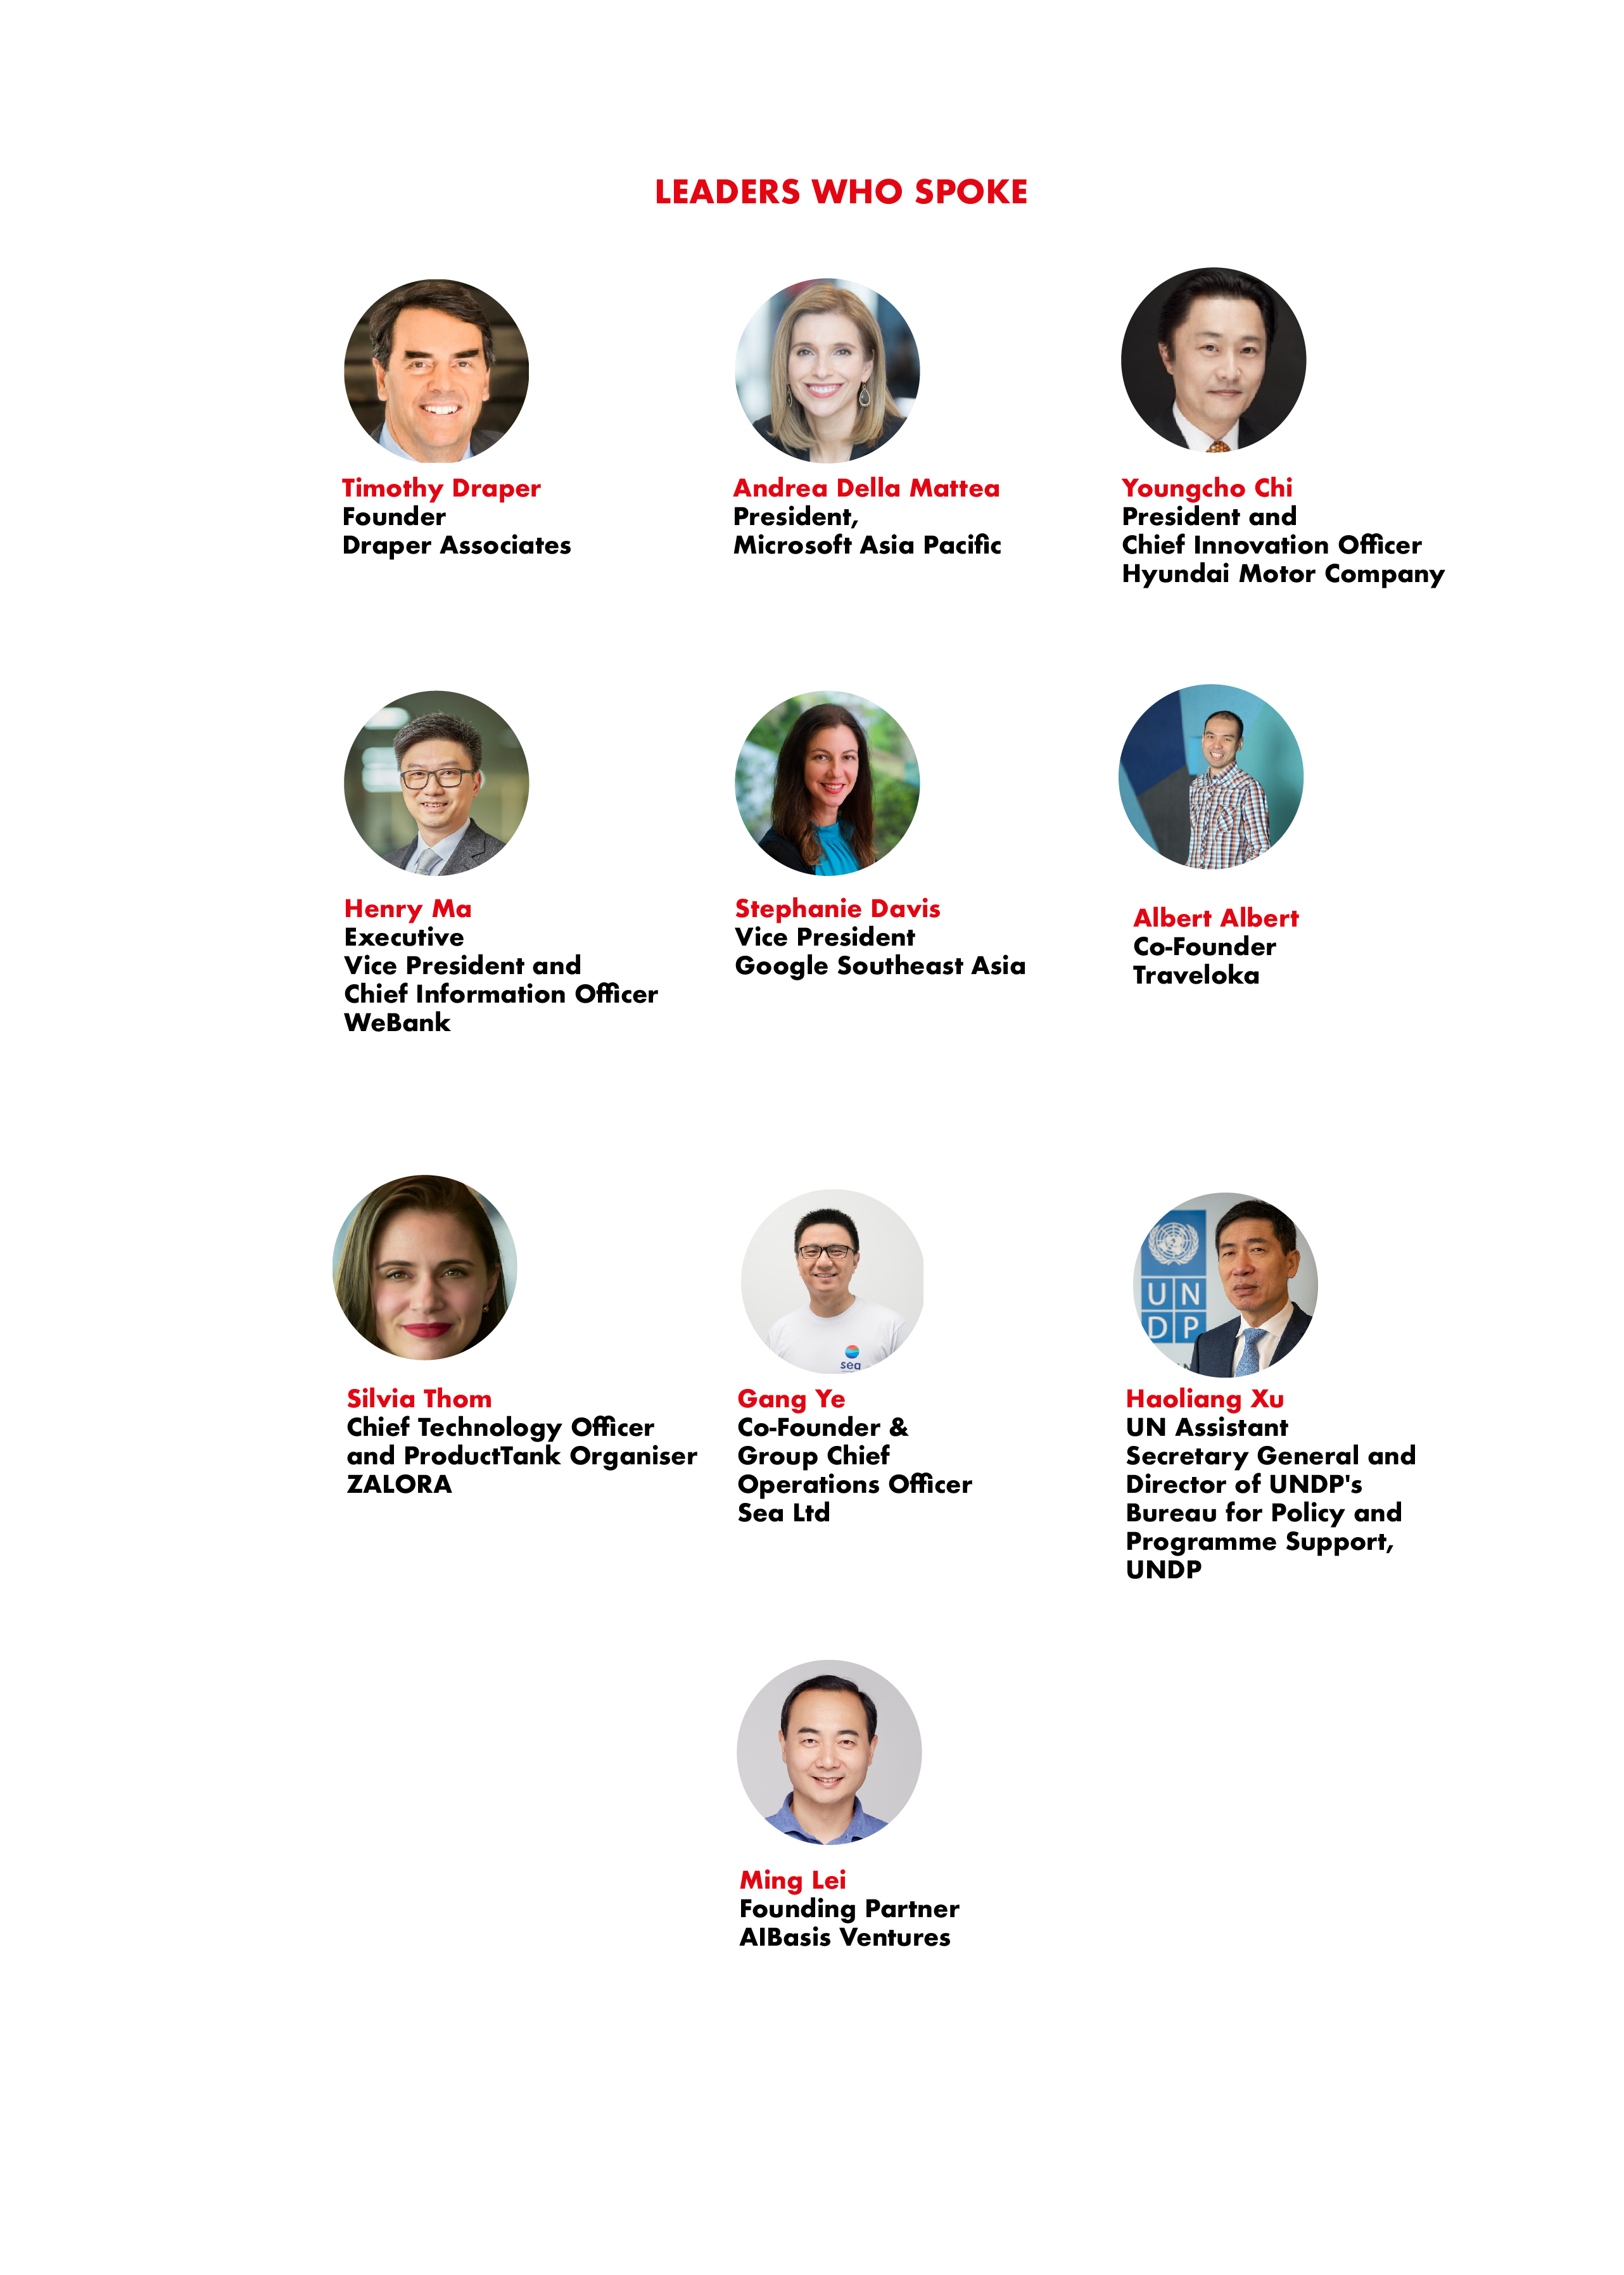 LEADERS WHO SPOKE
Timothy Draper
Founder
Draper Associates
Andrea Della Mattea
President,
Microsoft Asia Pacific
Youngcho Chi
President and
Chief Innovation Officer
Hyundai Motor Company
Henry Ma
Executive
Vice President and
Chief Information Officer
WeBank
Stephanie Davis
Vice President
Google Southeast Asia
Albert Albert
Co-Founder
Traveloka
sea
U N
D P
Silvia Thom
Chief Technology Officer
and ProductTank Organiser
ZALORA
Gang Ye
Co-Founder &
Group Chief
Operations Officer
Sea Ltd
Haoliang Xu
UN Assistant
Secretary General and
Director of UNDP's
Bureau for Policy and
Programme Support,
UNDP
Ming Lei
Founding Partner
AIBasis Ventures